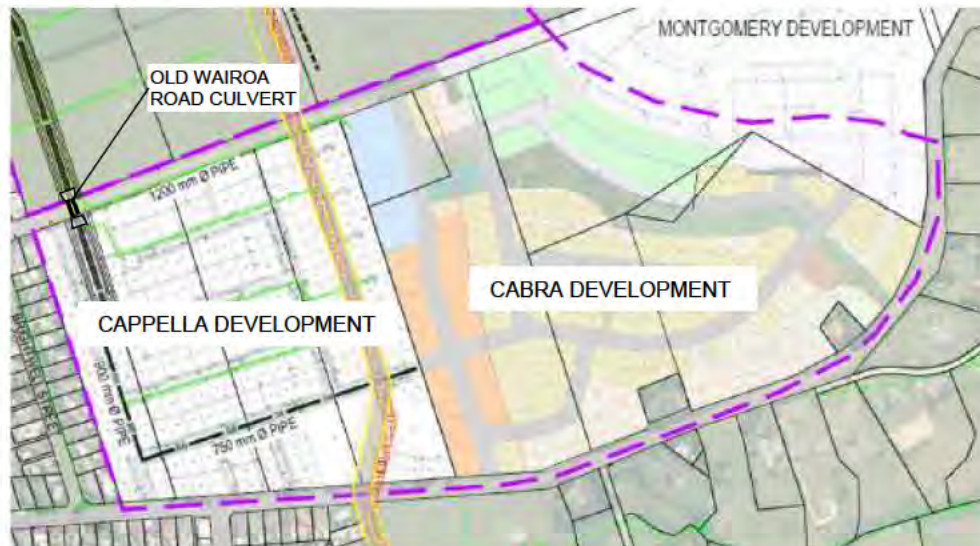 MONTGOMERY DEVELOPMENT
OLD WAIROA
ROAD CULVERT
1200 mm Ø PIPE
CABRA DEVELOPMENT
CAPPELLA DEVELOPMENT
900 mm Ø PIPE
750 mm Ø PIPE